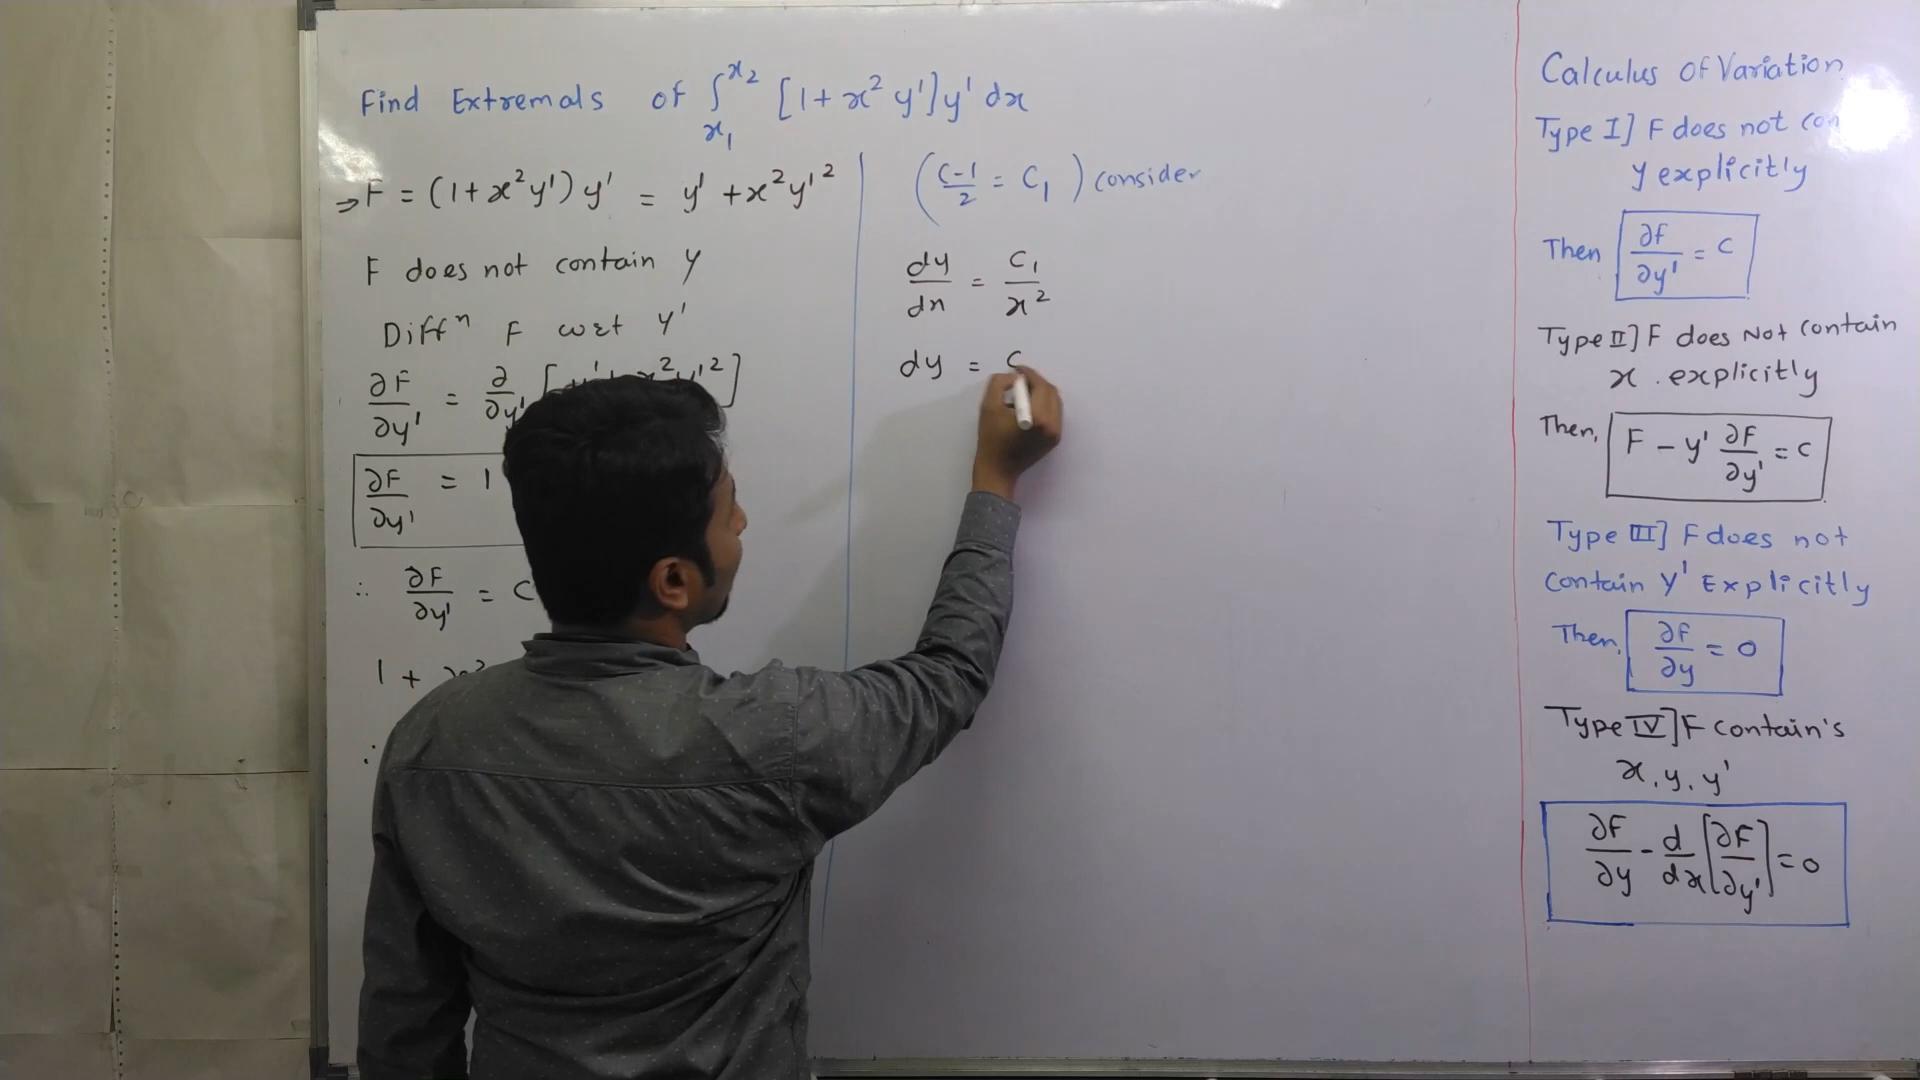 Find Extremals of ∫ₓ₁ˣ² [1 + x² y'] y' dx
⇒ F = (1 + x² y') y' = y' + x² y'²
F does not contain y
Diffⁿ F wrt y'
∂F/∂y' = ∂/∂y' [y' + x² y'²]
∂F/∂y' = 1
∴ ∂F/∂y' = C
1 + x²
∴
(C-1/2 = C₁) consider
dy/dx = C₁/x²
dy = C
Calculus Of Variation
Type I] F does not con
y explicitly
Then ∂F/∂y' = C
Type II] F does Not Contain
x . explicitly
Then, F - y' ∂F/∂y' = C
Type III] F does not
Contain y' Explicitly
Then, ∂F/∂y = 0
Type IV] F Contain's
x, y, y'
∂F/∂y - d/dx [∂F/∂y'] = 0